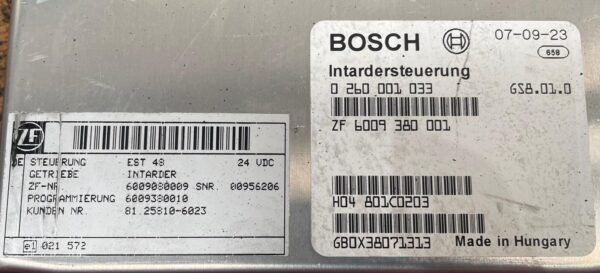 BOSCH 07-09-23
658
Intardersteuerung
0 260 001 033 GS8.01.0
ZF 6009 380 001
H04 801C0203
GB0X38071313 Made in Hungary
ZF
STEUERUNG EST 48 24 VDC
GETRIEBE INTARDER
ZF-NR. 6009080009 SNR. 00956206
PROGRAMMIERUNG 6009380010
KUNDEN NR. 81.25810-6023
e1 021 572